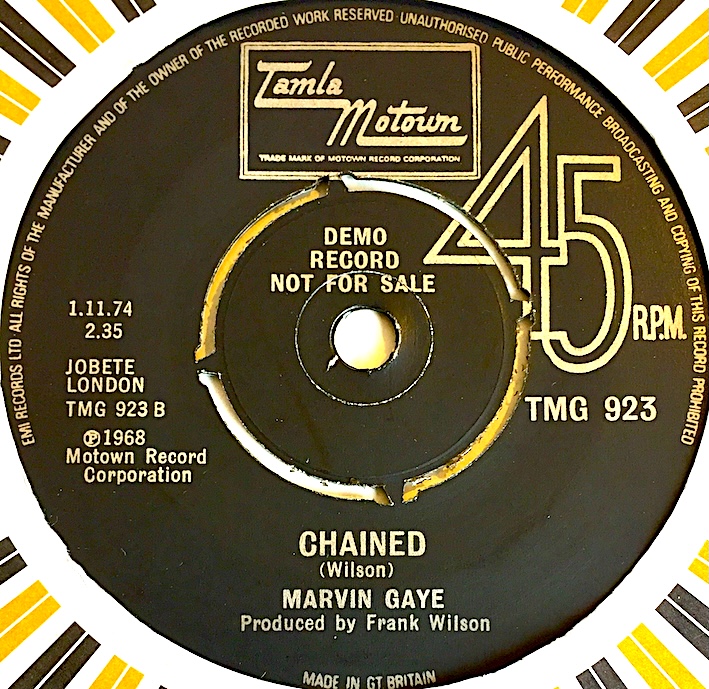 EMI RECORDS LTD ALL RIGHTS OF THE MANUFACTURER AND OF THE OWNER OF THE RECORDED WORK RESERVED UNAUTHORISED PUBLIC PERFORMANCE BROADCASTING AND COPYING OF THIS RECORD PROHIBITED
Tamla
Motown
TRADE MARK OF MOTOWN RECORD CORPORATION
45
R.P.M.
DEMO
RECORD
NOT FOR SALE
1.11.74
2.35
JOBETE
LONDON
TMG 923 B
℗1968
Motown Record
Corporation
TMG 923
CHAINED
(Wilson)
MARVIN GAYE
Produced by Frank Wilson
MADE IN GT BRITAIN